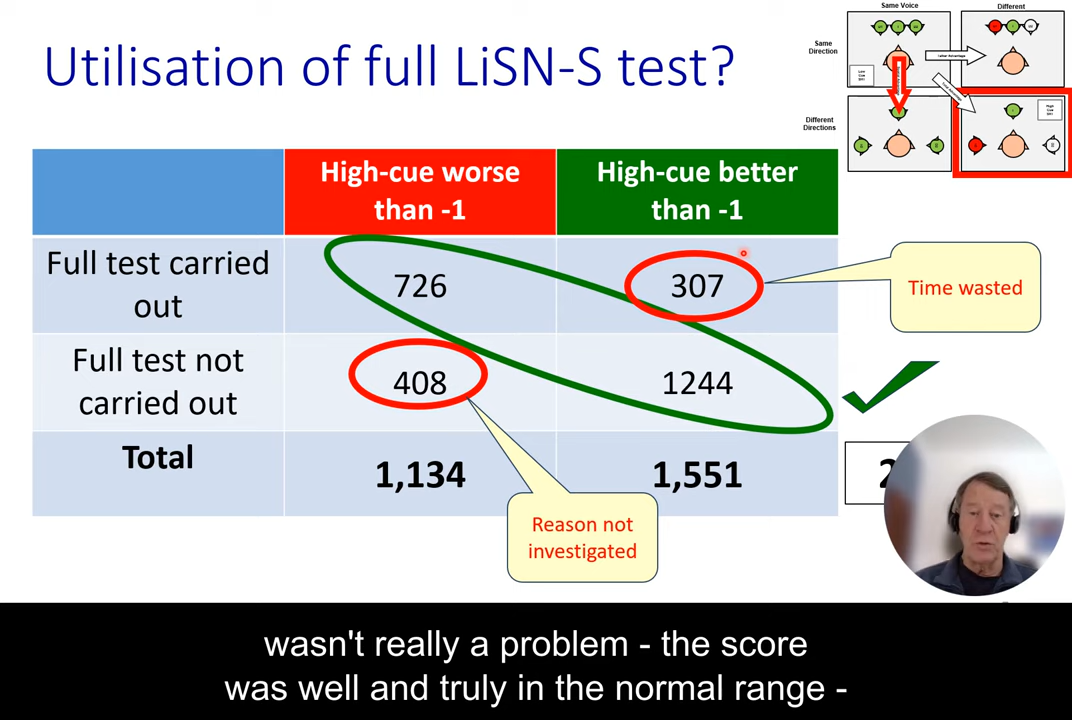 Utilisation of full LiSN-S test?
Same Voice
Different
Same
Direction
Different
Directions
High-cue worse
than -1
High-cue better
than -1
Full test carried
out
726
307
Time wasted
Full test not
carried out
408
1244
Total
1,134
1,551
2
Reason not
investigated
wasn't really a problem - the score
was well and truly in the normal range -